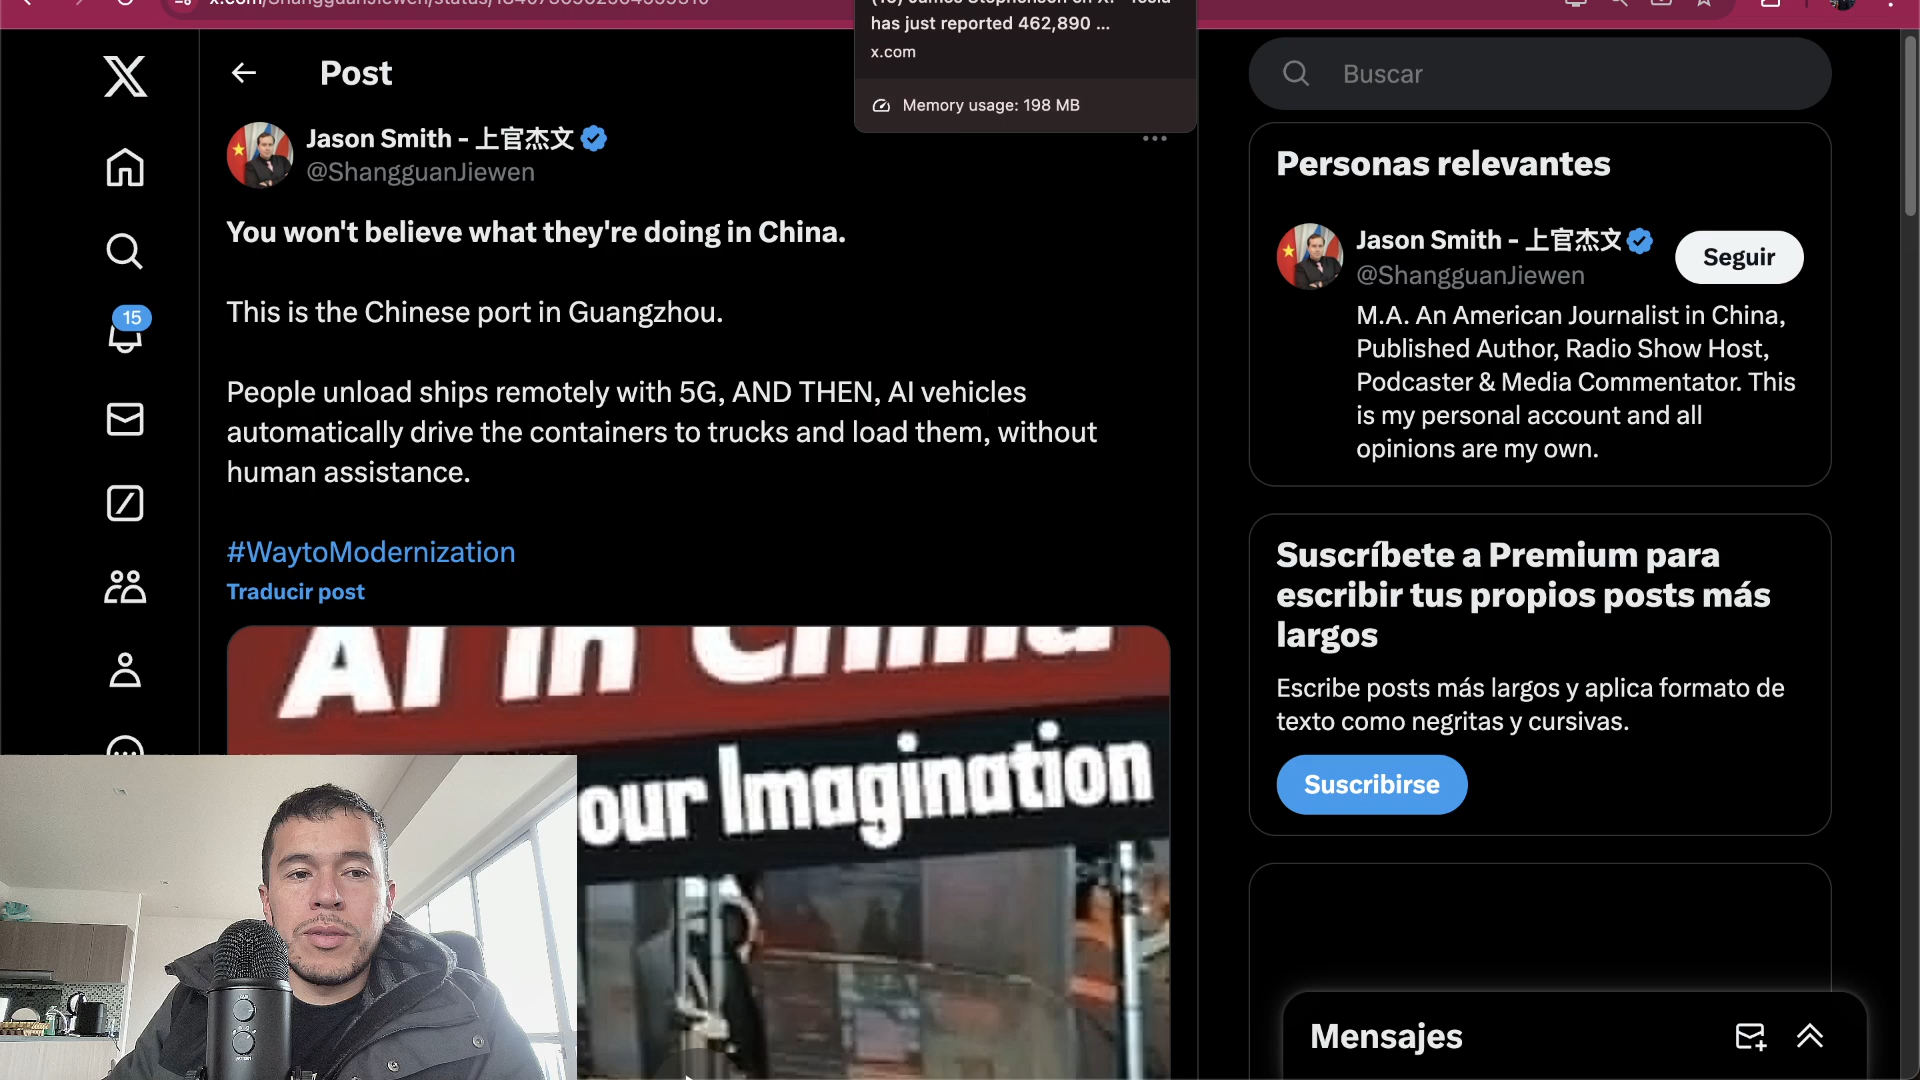 has just reported 462,890 ...
x.com
Memory usage: 198 MB
Post
Buscar
Jason Smith - 上官杰文
@ShangguanJiewen
You won't believe what they're doing in China.
This is the Chinese port in Guangzhou.
People unload ships remotely with 5G, AND THEN, AI vehicles
automatically drive the containers to trucks and load them, without
human assistance.
#WaytoModernization
Traducir post
AI in China
our Imagination
15
Personas relevantes
Jason Smith - 上官杰文
@ShangguanJiewen
Seguir
M.A. An American Journalist in China,
Published Author, Radio Show Host,
Podcaster & Media Commentator. This
is my personal account and all
opinions are my own.
Suscríbete a Premium para
escribir tus propios posts más
largos
Escribe posts más largos y aplica formato de
texto como negritas y cursivas.
Suscribirse
Mensajes